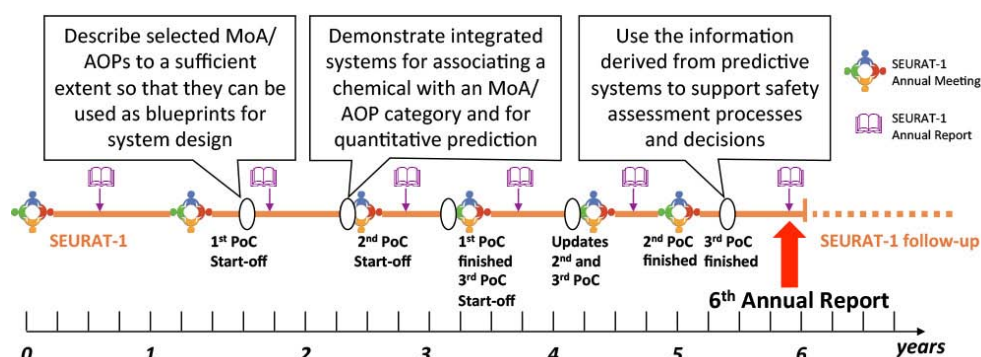 Describe selected MoA/
AOPs to a sufficient
extent so that they can be
used as blueprints for
system design
Demonstrate integrated
systems for associating a
chemical with an MoA/
AOP category and for
quantitative prediction
Use the information
derived from predictive
systems to support safety
assessment processes
and decisions
SEURAT-1
Annual Meeting
SEURAT-1
Annual Report
SEURAT-1
1st PoC
Start-off
2nd PoC
Start-off
1st PoC
finished
3rd PoC
Start-off
Updates
2nd and
3rd PoC
2nd PoC
finished
3rd PoC
finished
SEURAT-1 follow-up
6th Annual Report
0 1 2 3 4 5 6 years